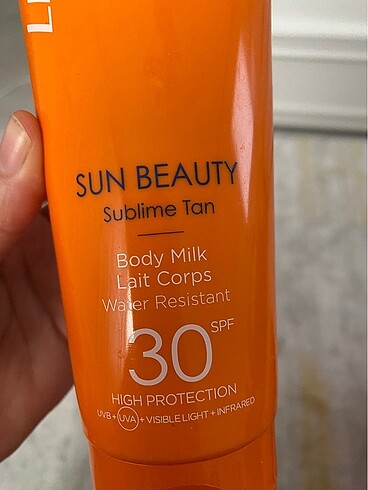 SUN BEAUTY
Sublime Tan
Body Milk
Lait Corps
Water Resistant
30 SPF
HIGH PROTECTION
UVB+UVA+VISIBLE LIGHT+INFRARED